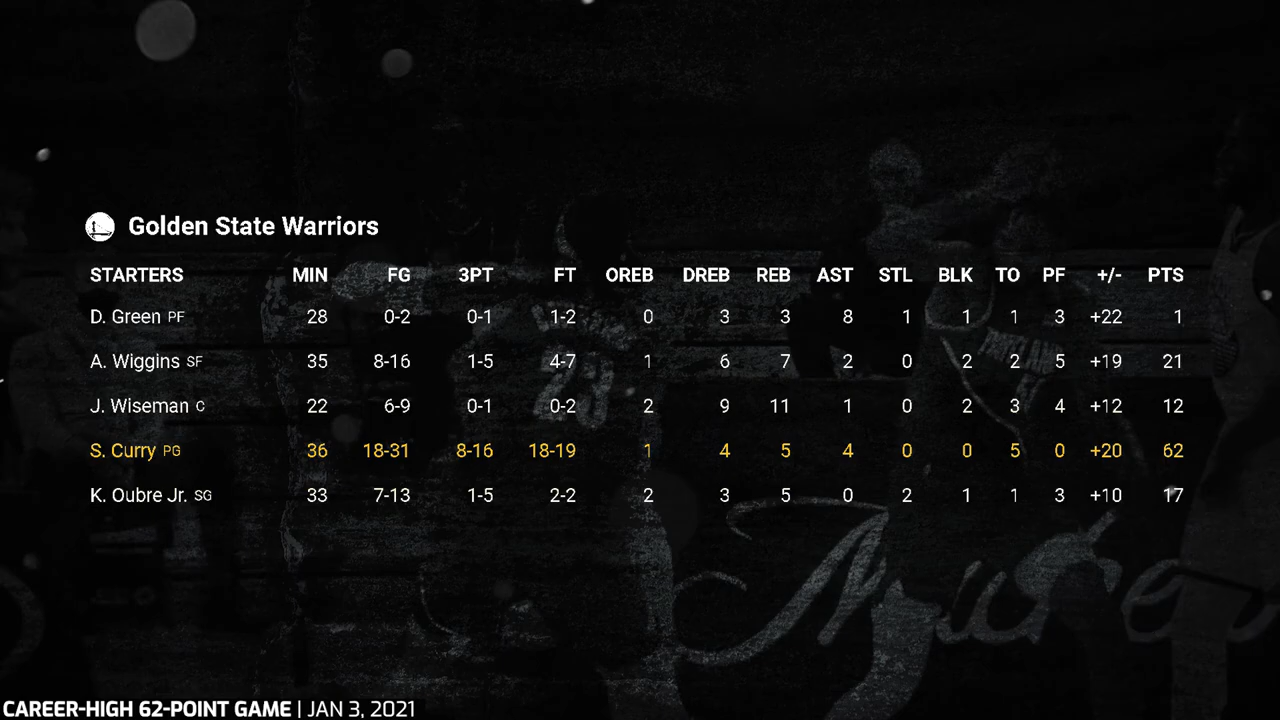 Golden State Warriors
STARTERS MIN FG 3PT FT OREB DREB REB AST STL BLK TO PF +/- PTS
D. Green PF 28 0-2 0-1 1-2 0 3 3 8 1 1 1 3 +22 1
A. Wiggins SF 35 8-16 1-5 4-7 1 6 7 2 0 2 2 5 +19 21
J. Wiseman C 22 6-9 0-1 0-2 2 9 11 1 0 2 3 4 +12 12
S. Curry PG 36 18-31 8-16 18-19 1 4 5 4 0 0 5 0 +20 62
K. Oubre Jr. SG 33 7-13 1-5 2-2 2 3 5 0 2 1 1 3 +10 17
CAREER-HIGH 62-POINT GAME | JAN 3, 2021